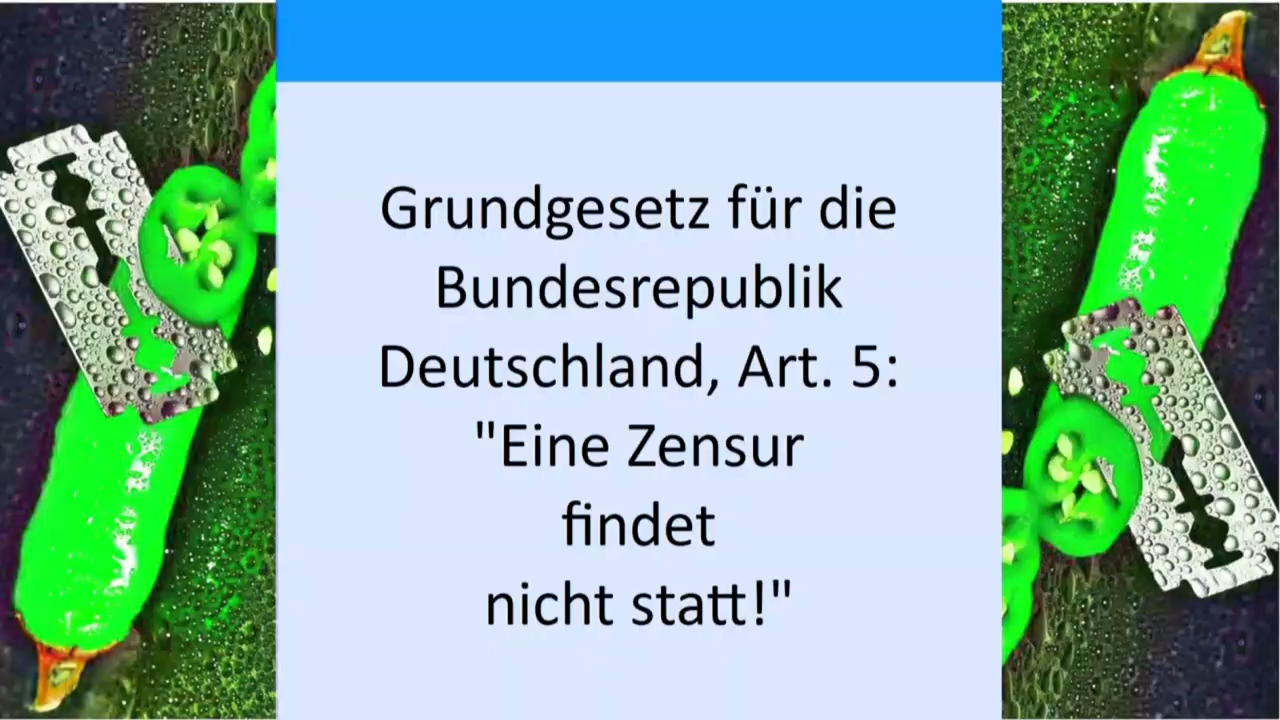 Grundgesetz für die
Bundesrepublik
Deutschland, Art. 5:
"Eine Zensur
findet
nicht statt!"